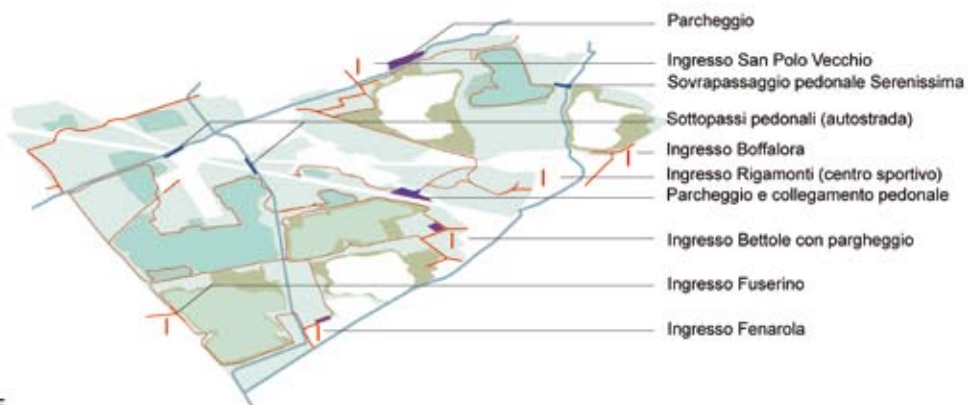 Parcheggio
Ingresso San Polo Vecchio
Sovrapassaggio pedonale Serenissima
Sottopassi pedonali (autostrada)
Ingresso Boffalora
Ingresso Rigamonti (centro sportivo)
Parcheggio e collegamento pedonale
Ingresso Bettole con pargheggio
Ingresso Fuserino
Ingresso Fenarola